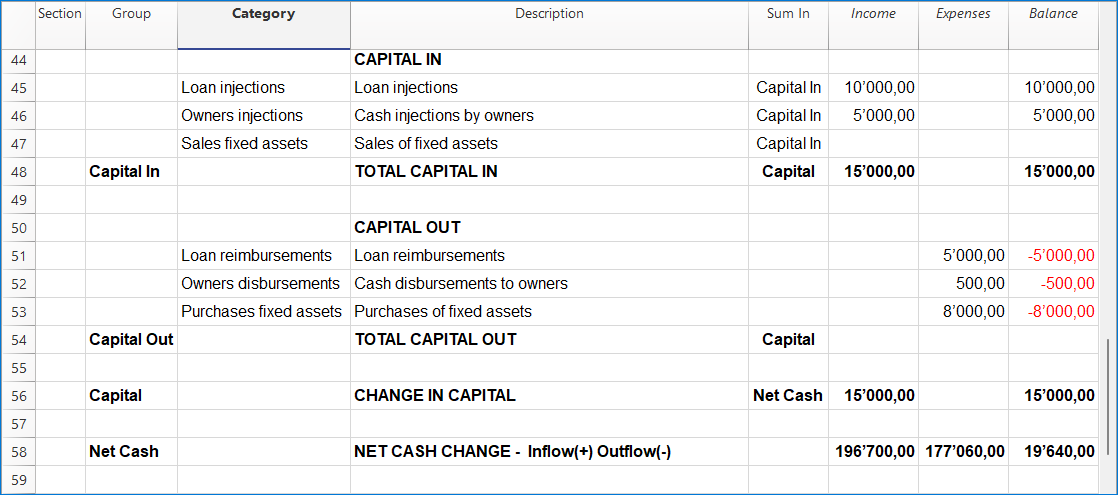 Section Group Category Description Sum In Income Expenses Balance
44 CAPITAL IN
45 Loan injections Loan injections Capital In 10’000,00 10’000,00
46 Owners injections Cash injections by owners Capital In 5’000,00 5’000,00
47 Sales fixed assets Sales of fixed assets Capital In
48 Capital In TOTAL CAPITAL IN Capital 15’000,00 15’000,00
49
50 CAPITAL OUT
51 Loan reimbursements Loan reimbursements 5’000,00 -5’000,00
52 Owners disbursements Cash disbursements to owners 500,00 -500,00
53 Purchases fixed assets Purchases of fixed assets 8’000,00 -8’000,00
54 Capital Out TOTAL CAPITAL OUT Capital
55
56 Capital CHANGE IN CAPITAL Net Cash 15’000,00 15’000,00
57
58 Net Cash NET CASH CHANGE - Inflow(+) Outflow(-) 196’700,00 177’060,00 19’640,00
59